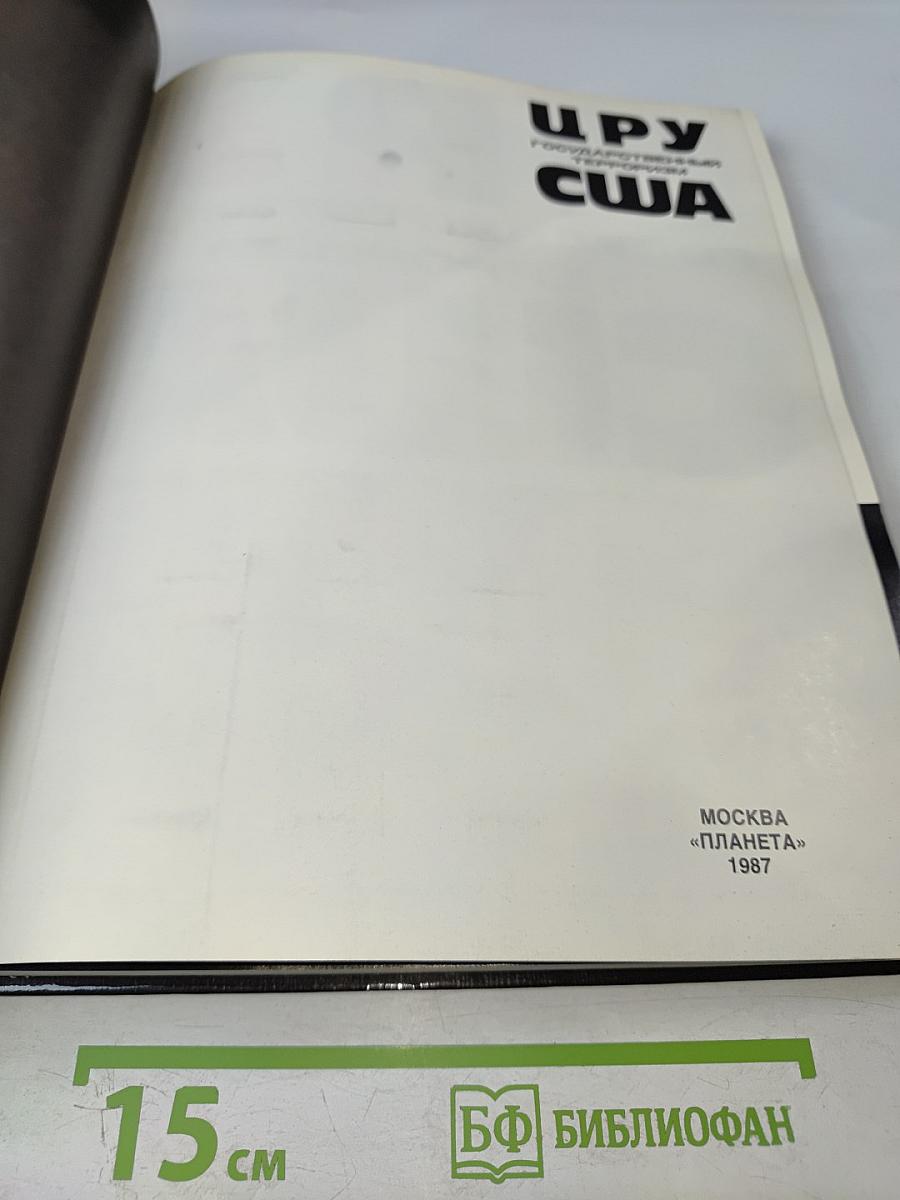 ЦРУ
ГОСУДАРСТВЕННЫЙ
ТЕРРОРИЗМ
США
МОСКВА
«ПЛАНЕТА»
1987
15 см
БФ БИБЛИОФАН